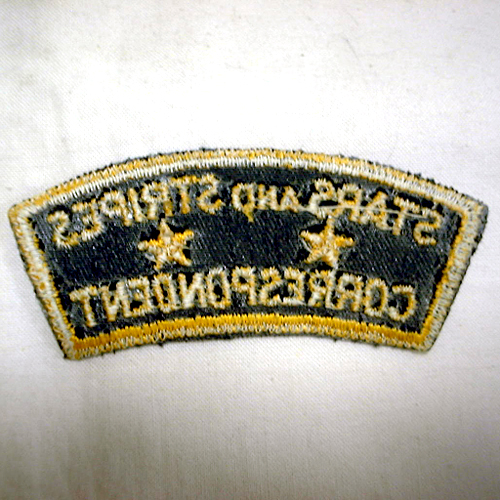 STARS AND STRIPES
CORRESPONDENT